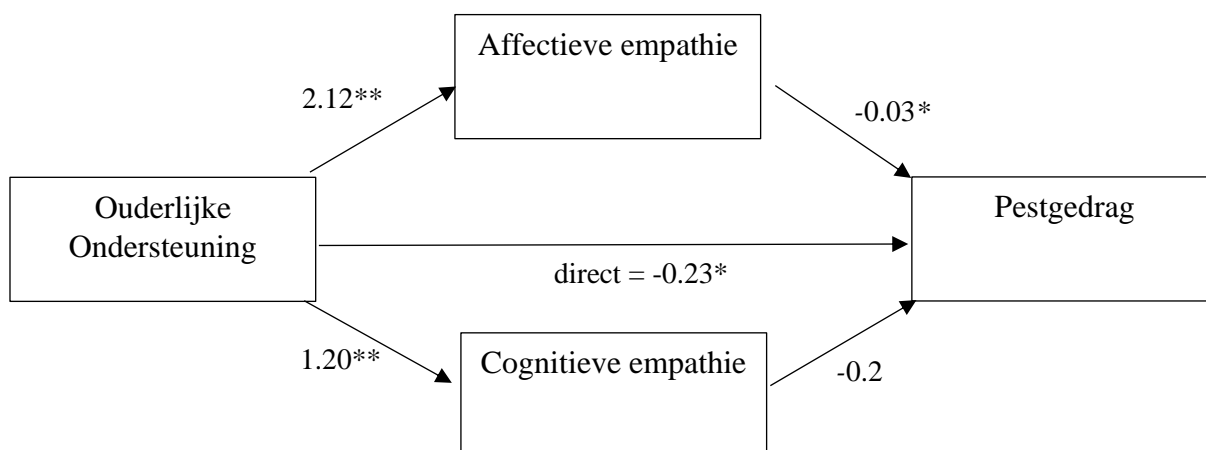 Affectieve empathie
2.12**
-0.03*
Ouderlijke
Ondersteuning
Pestgedrag
direct = -0.23*
1.20**
Cognitieve empathie
-0.2